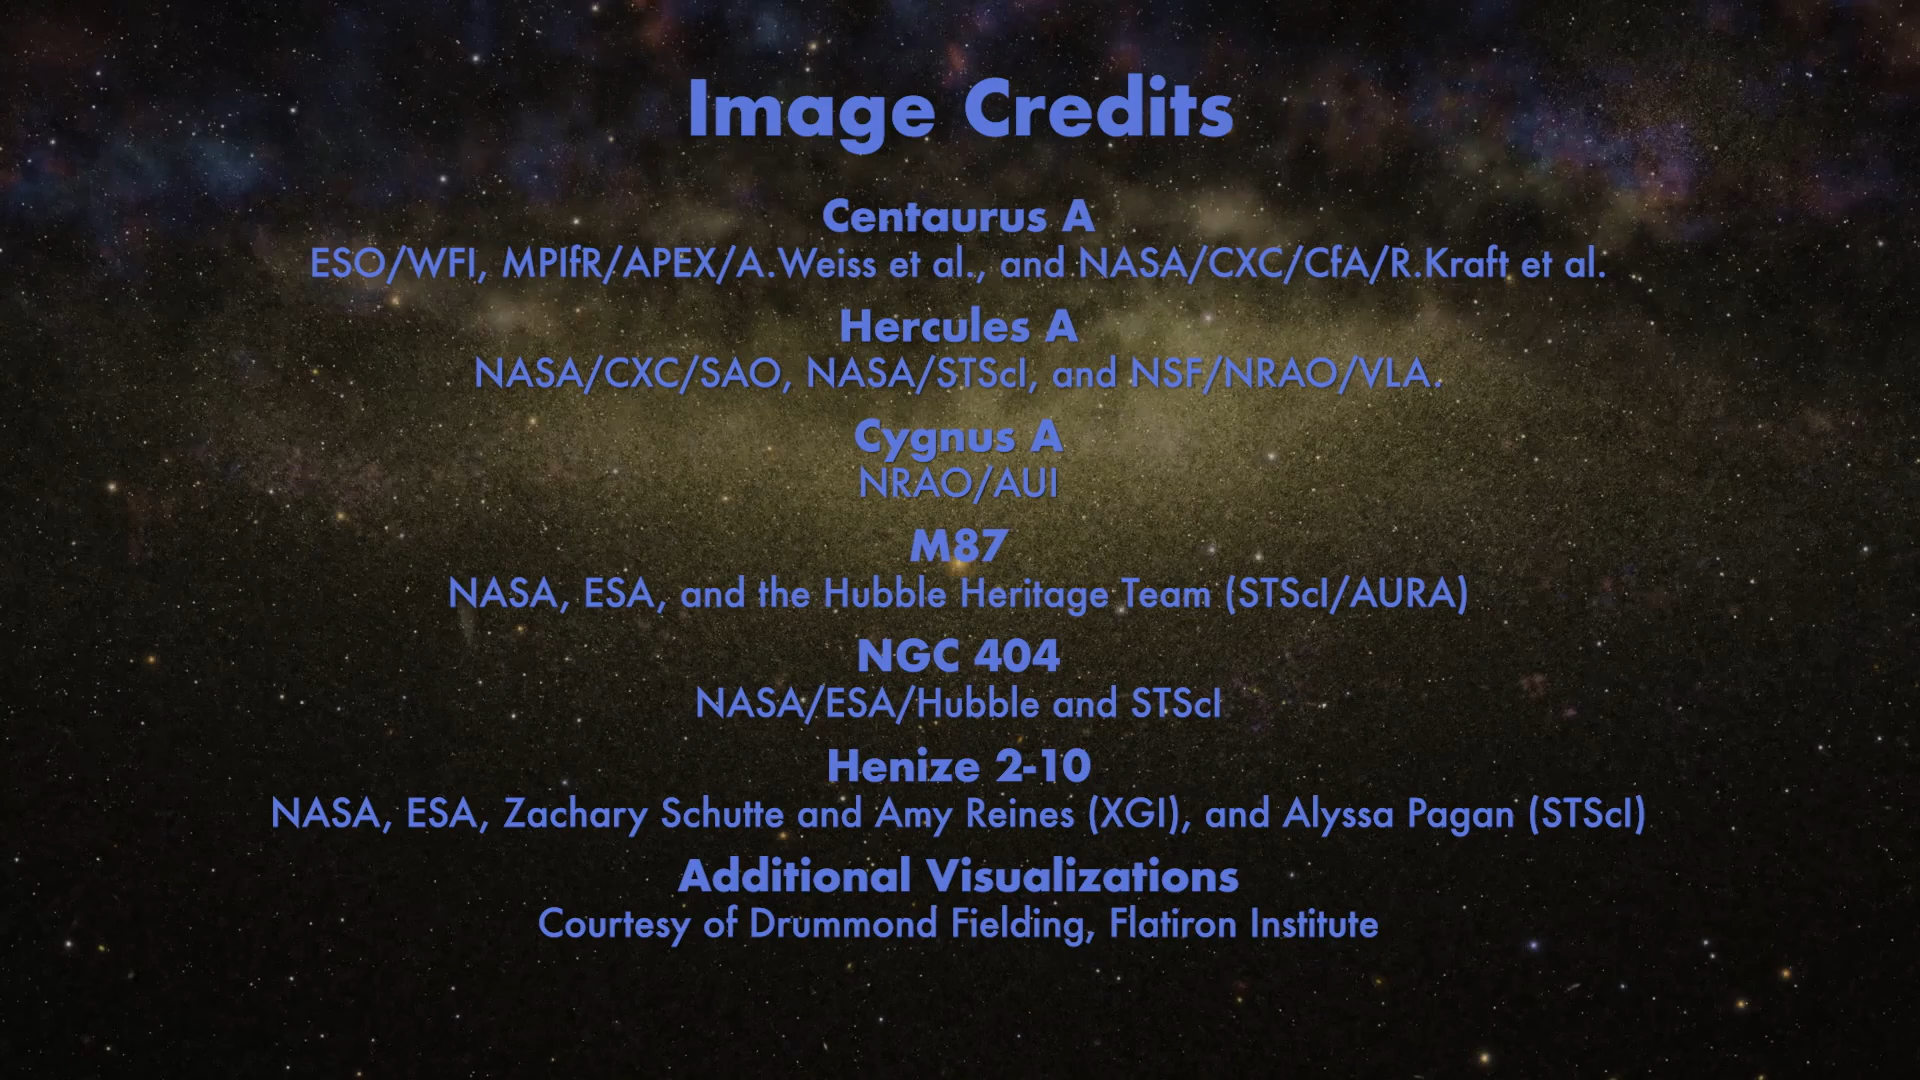 Image Credits
Centaurus A
ESO/WFI, MPIfR/APEX/A.Weiss et al., and NASA/CXC/CfA/R.Kraft et al.
Hercules A
NASA/CXC/SAO, NASA/STScI, and NSF/NRAO/VLA.
Cygnus A
NRAO/AUI
M87
NASA, ESA, and the Hubble Heritage Team (STScI/AURA)
NGC 404
NASA/ESA/Hubble and STScI
Henize 2-10
NASA, ESA, Zachary Schutte and Amy Reines (XGI), and Alyssa Pagan (STScI)
Additional Visualizations
Courtesy of Drummond Fielding, Flatiron Institute